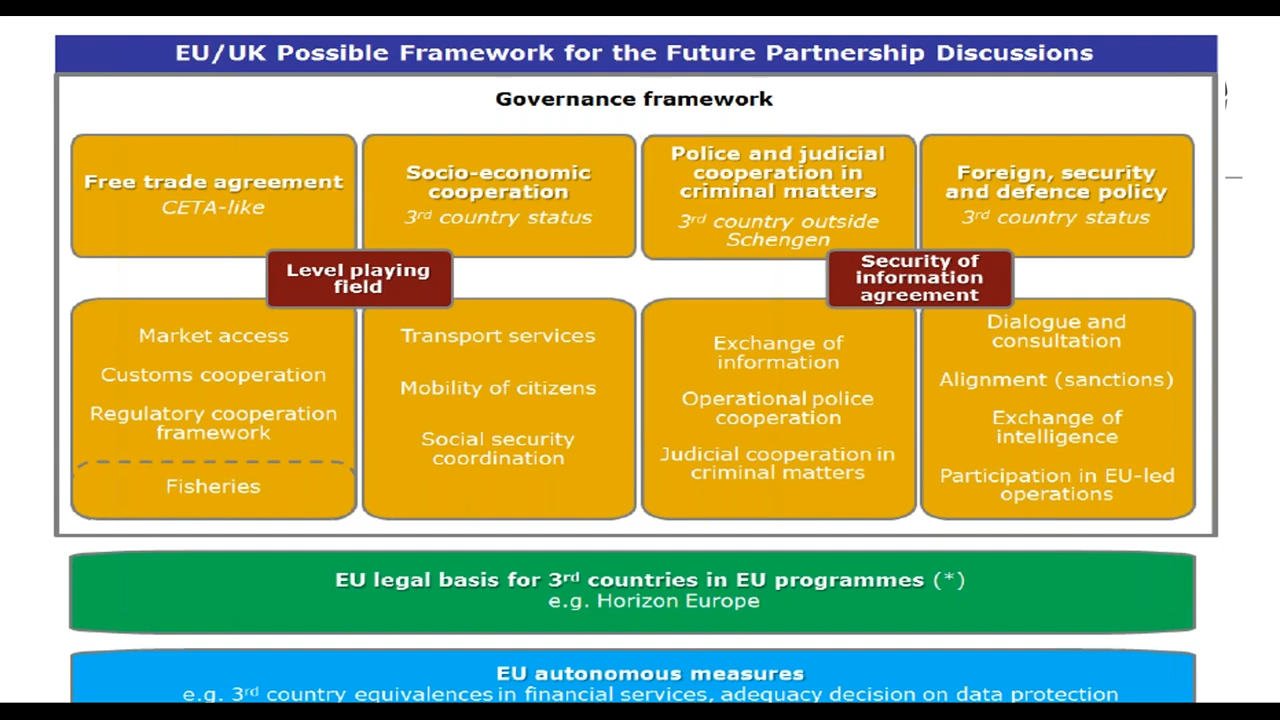 EU/UK Possible Framework for the Future Partnership Discussions
Governance framework
Free trade agreement
CETA-like
Socio-economic
cooperation
3rd country status
Police and judicial
cooperation in
criminal matters
3rd country outside
Schengen
Foreign, security
and defence policy
3rd country status
Level playing
field
Security of
information
agreement
Market access
Customs cooperation
Regulatory cooperation
framework
Fisheries
Transport services
Mobility of citizens
Social security
coordination
Exchange of
information
Operational police
cooperation
Judicial cooperation in
criminal matters
Dialogue and
consultation
Alignment (sanctions)
Exchange of
intelligence
Participation in EU-led
operations
EU legal basis for 3rd countries in EU programmes (*)
e.g. Horizon Europe
EU autonomous measures
e.g. 3rd country equivalences in financial services, adequacy decision on data protection